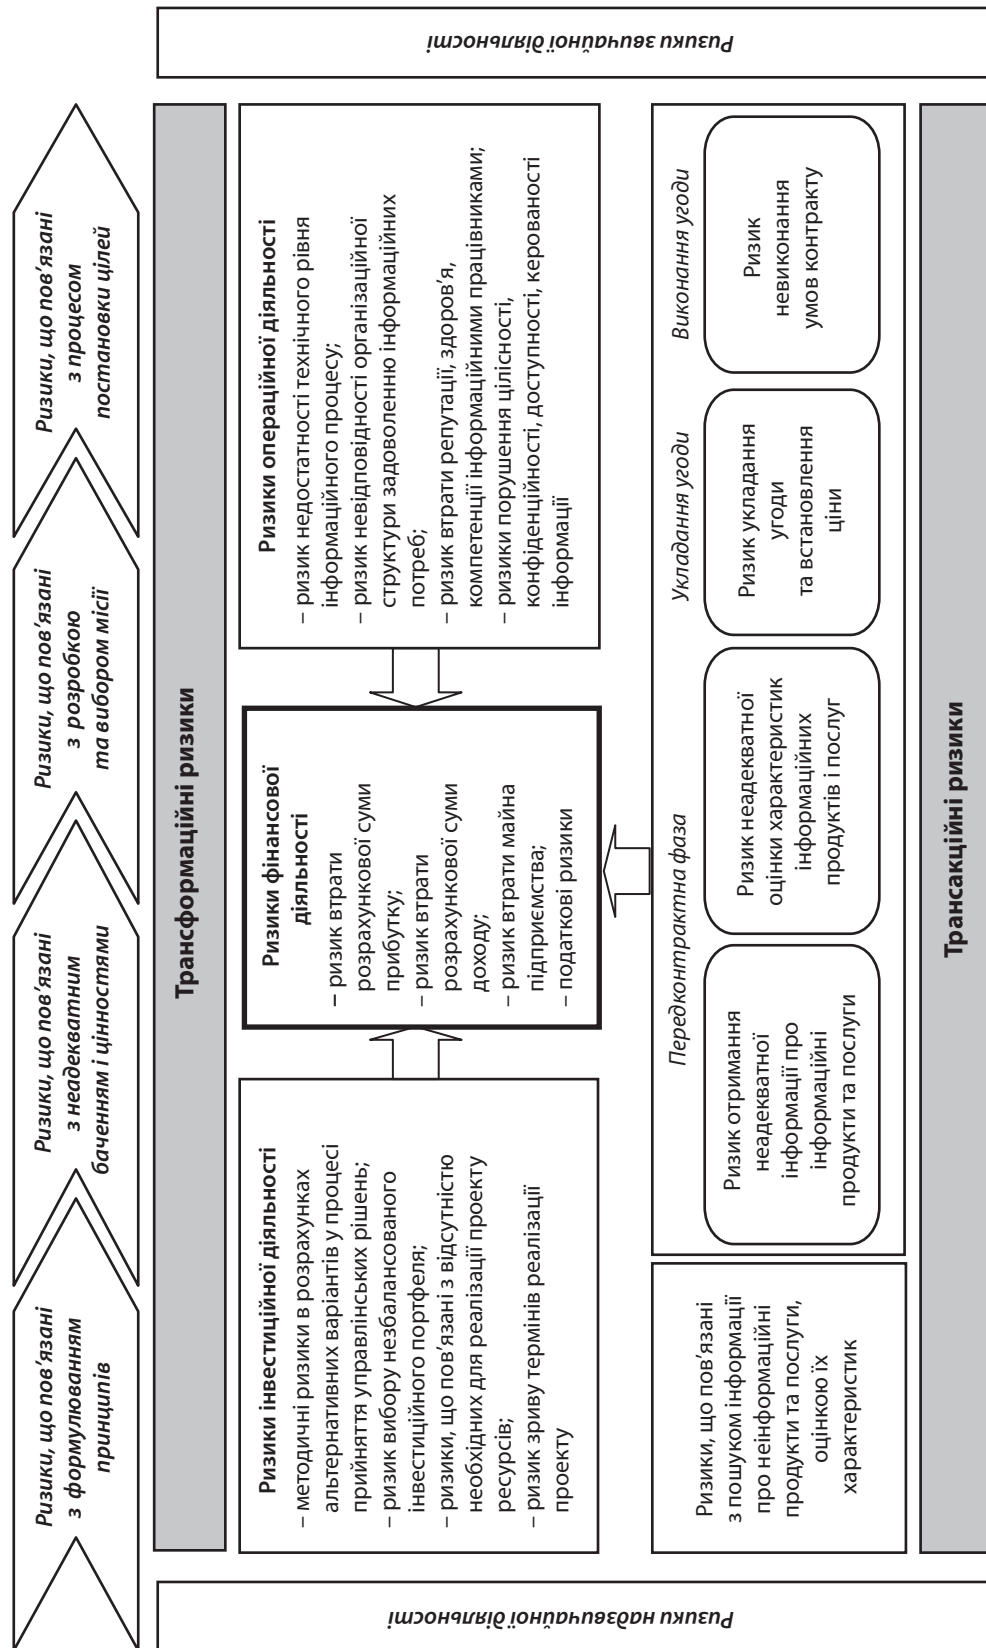 Ризики, що пов’язані
з формулюванням
принципів
Ризики, що пов’язані
з неадекватним
баченням і цінностями
Ризики, що пов’язані
з розробкою
та вибором місії
Ризики, що пов’язані
з процесом
постановки цілей
Ризики надзвичайної діяльності
Трансформаційні ризики
Ризики інвестиційної діяльності
– методичні ризики в розрахунках
альтернативних варіантів у процесі
прийняття управлінських рішень;
– ризик вибору незбалансованого
інвестиційного портфеля;
– ризики, що пов’язані з відсутністю
необхідних для реалізації проекту
ресурсів;
– ризик зриву термінів реалізації
проекту
Ризики фінансової
діяльності
– ризик втрати
розрахункової суми
прибутку;
– ризик втрати
розрахункової суми
доходу;
– ризик втрати майна
підприємства;
– податкові ризики
Ризики операційної діяльності
– ризик недостатності технічного рівня
інформаційного процесу;
– ризик невідповідності організаційної
структури задоволенню інформаційних
потреб;
– ризик втрати репутації, здоров’я,
компетенції інформаційними працівниками;
– ризики порушення цілісності,
конфіденційності, доступності, керованості
інформації
Ризики, що пов’язані
з пошуком інформації
про неінформаційні
продукти та послуги,
оцінкою їх
характеристик
Передконтрактна фаза
Ризик отримання
неадекватної
інформації про
інформаційні
продукти та послуги
Ризик неадекватної
оцінки характеристик
інформаційних
продуктів і послуг
Укладання угоди
Ризик укладання
угоди
та встановлення
ціни
Виконання угоди
Ризик
невиконання
умов контракту
Трансакційні ризики
Ризики звичайної діяльності